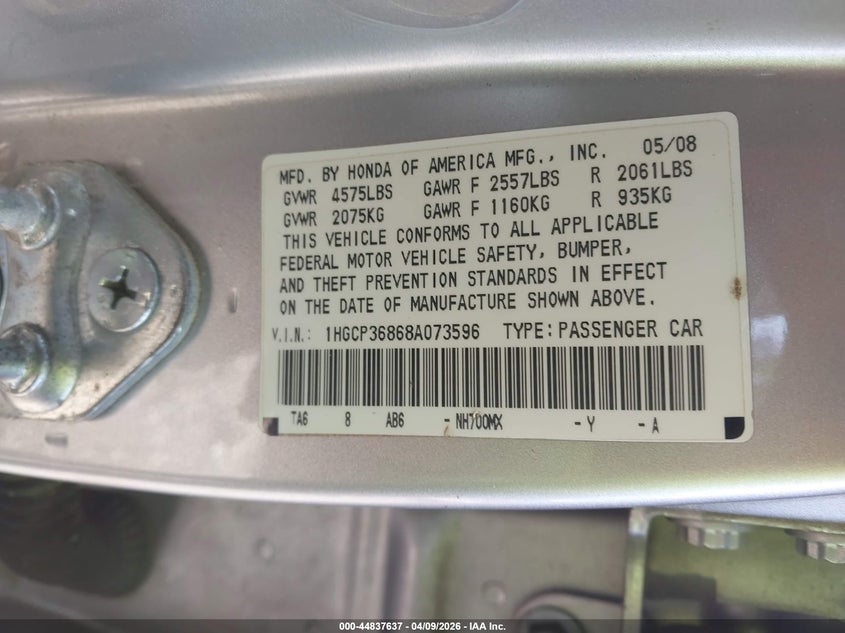 MFD. BY HONDA OF AMERICA MFG., INC. 05/08
GVWR 4575LBS GAWR F 2557LBS R 2061LBS
GVWR 2075KG GAWR F 1160KG R 935KG
THIS VEHICLE CONFORMS TO ALL APPLICABLE
FEDERAL MOTOR VEHICLE SAFETY, BUMPER,
AND THEFT PREVENTION STANDARDS IN EFFECT
ON THE DATE OF MANUFACTURE SHOWN ABOVE.
V.I.N.: 1HGCP36868A073596 TYPE: PASSENGER CAR
TA6 8 AB6 - NH700MX - Y - A
000-44837637 - 04/09/2026 - IAA Inc.